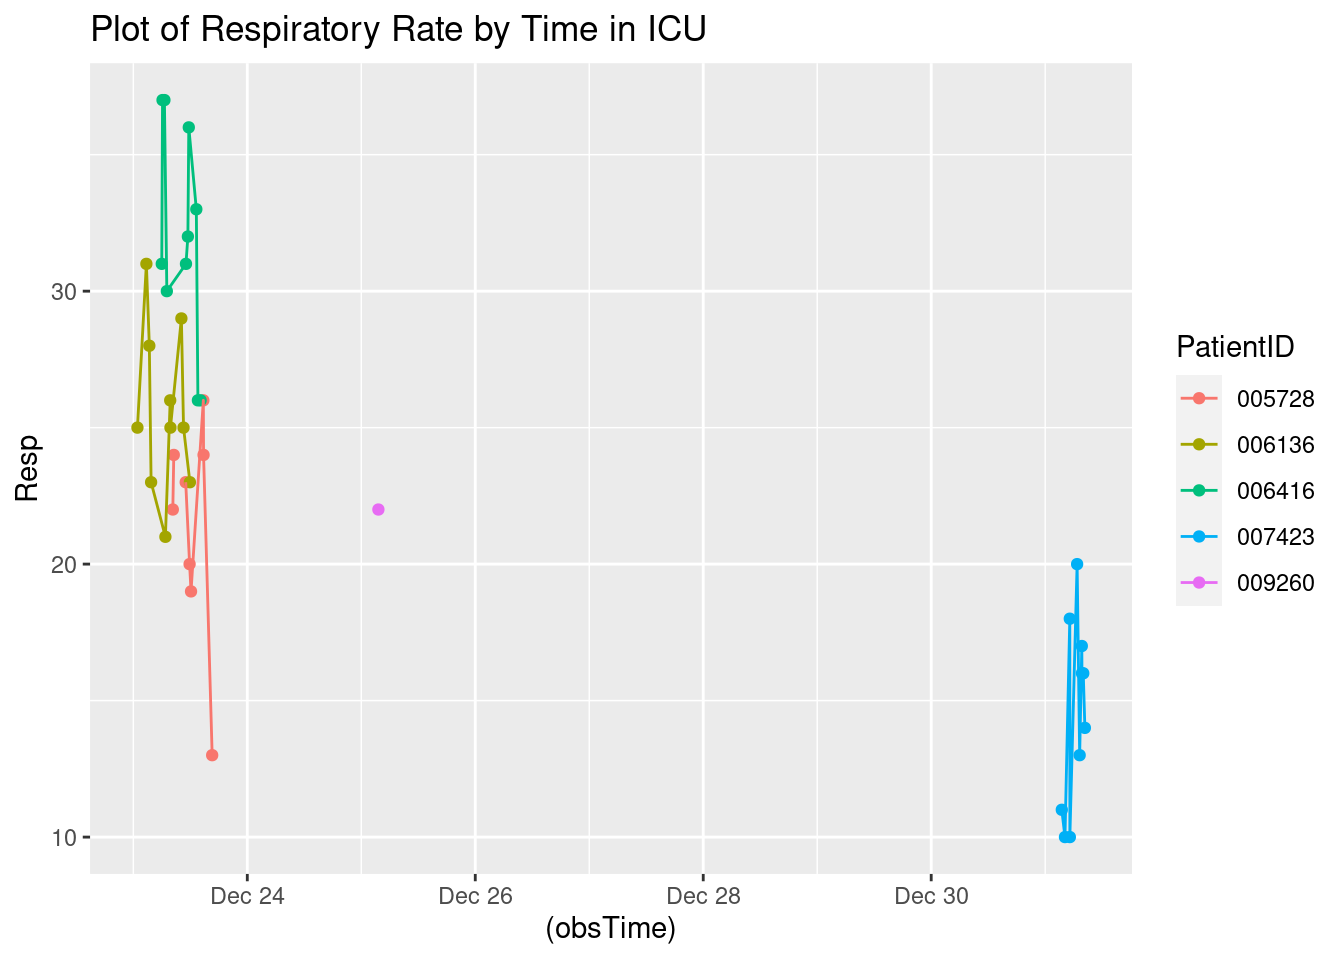 Plot of Respiratory Rate by Time in ICU
Resp
30
20
10
Dec 24
Dec 26
Dec 28
Dec 30
(obsTime)
PatientID
005728
006136
006416
007423
009260